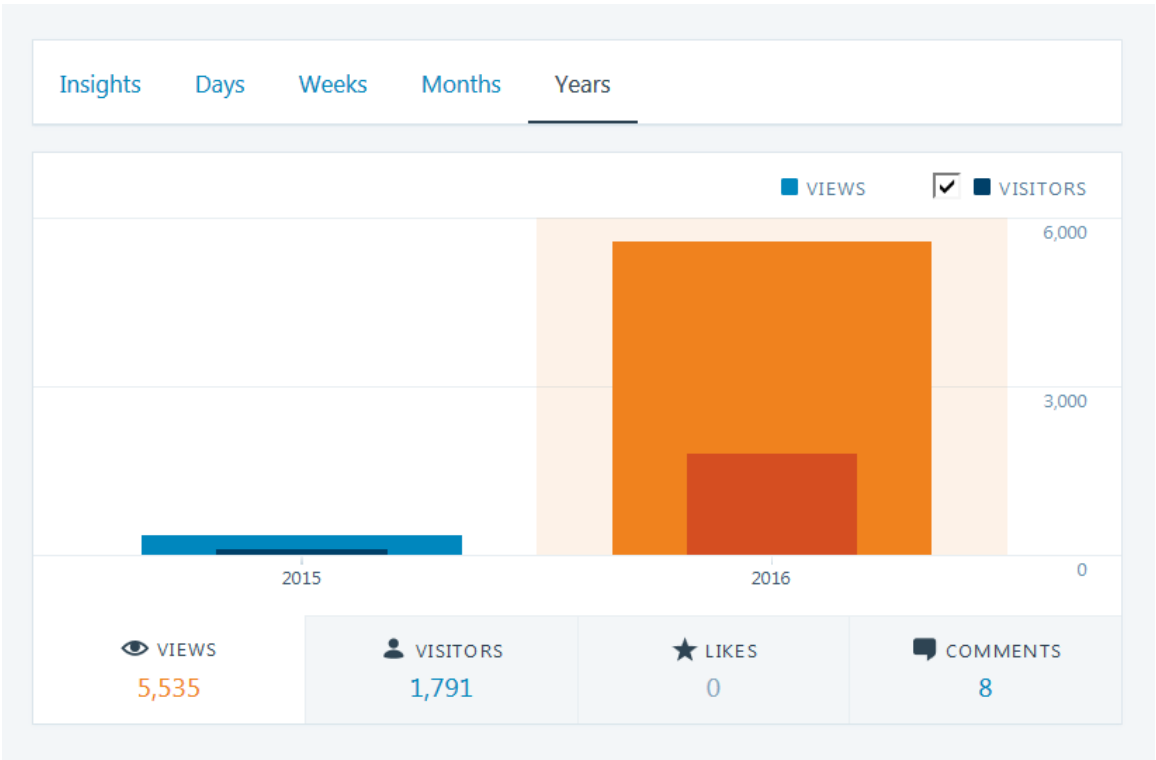 Insights Days Weeks Months Years
VIEWS VISITORS
6,000
3,000
0
2015 2016
VIEWS VISITORS LIKES COMMENTS
5,535 1,791 0 8